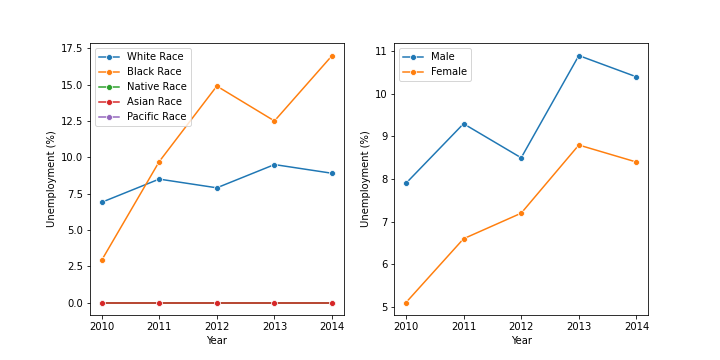 17.5
15.0
12.5
10.0
7.5
5.0
2.5
0.0
Unemployment (%)
White Race
Black Race
Native Race
Asian Race
Pacific Race
2010 2011 2012 2013 2014
Year
11
10
9
8
7
6
5
Unemployment (%)
Male
Female
2010 2011 2012 2013 2014
Year